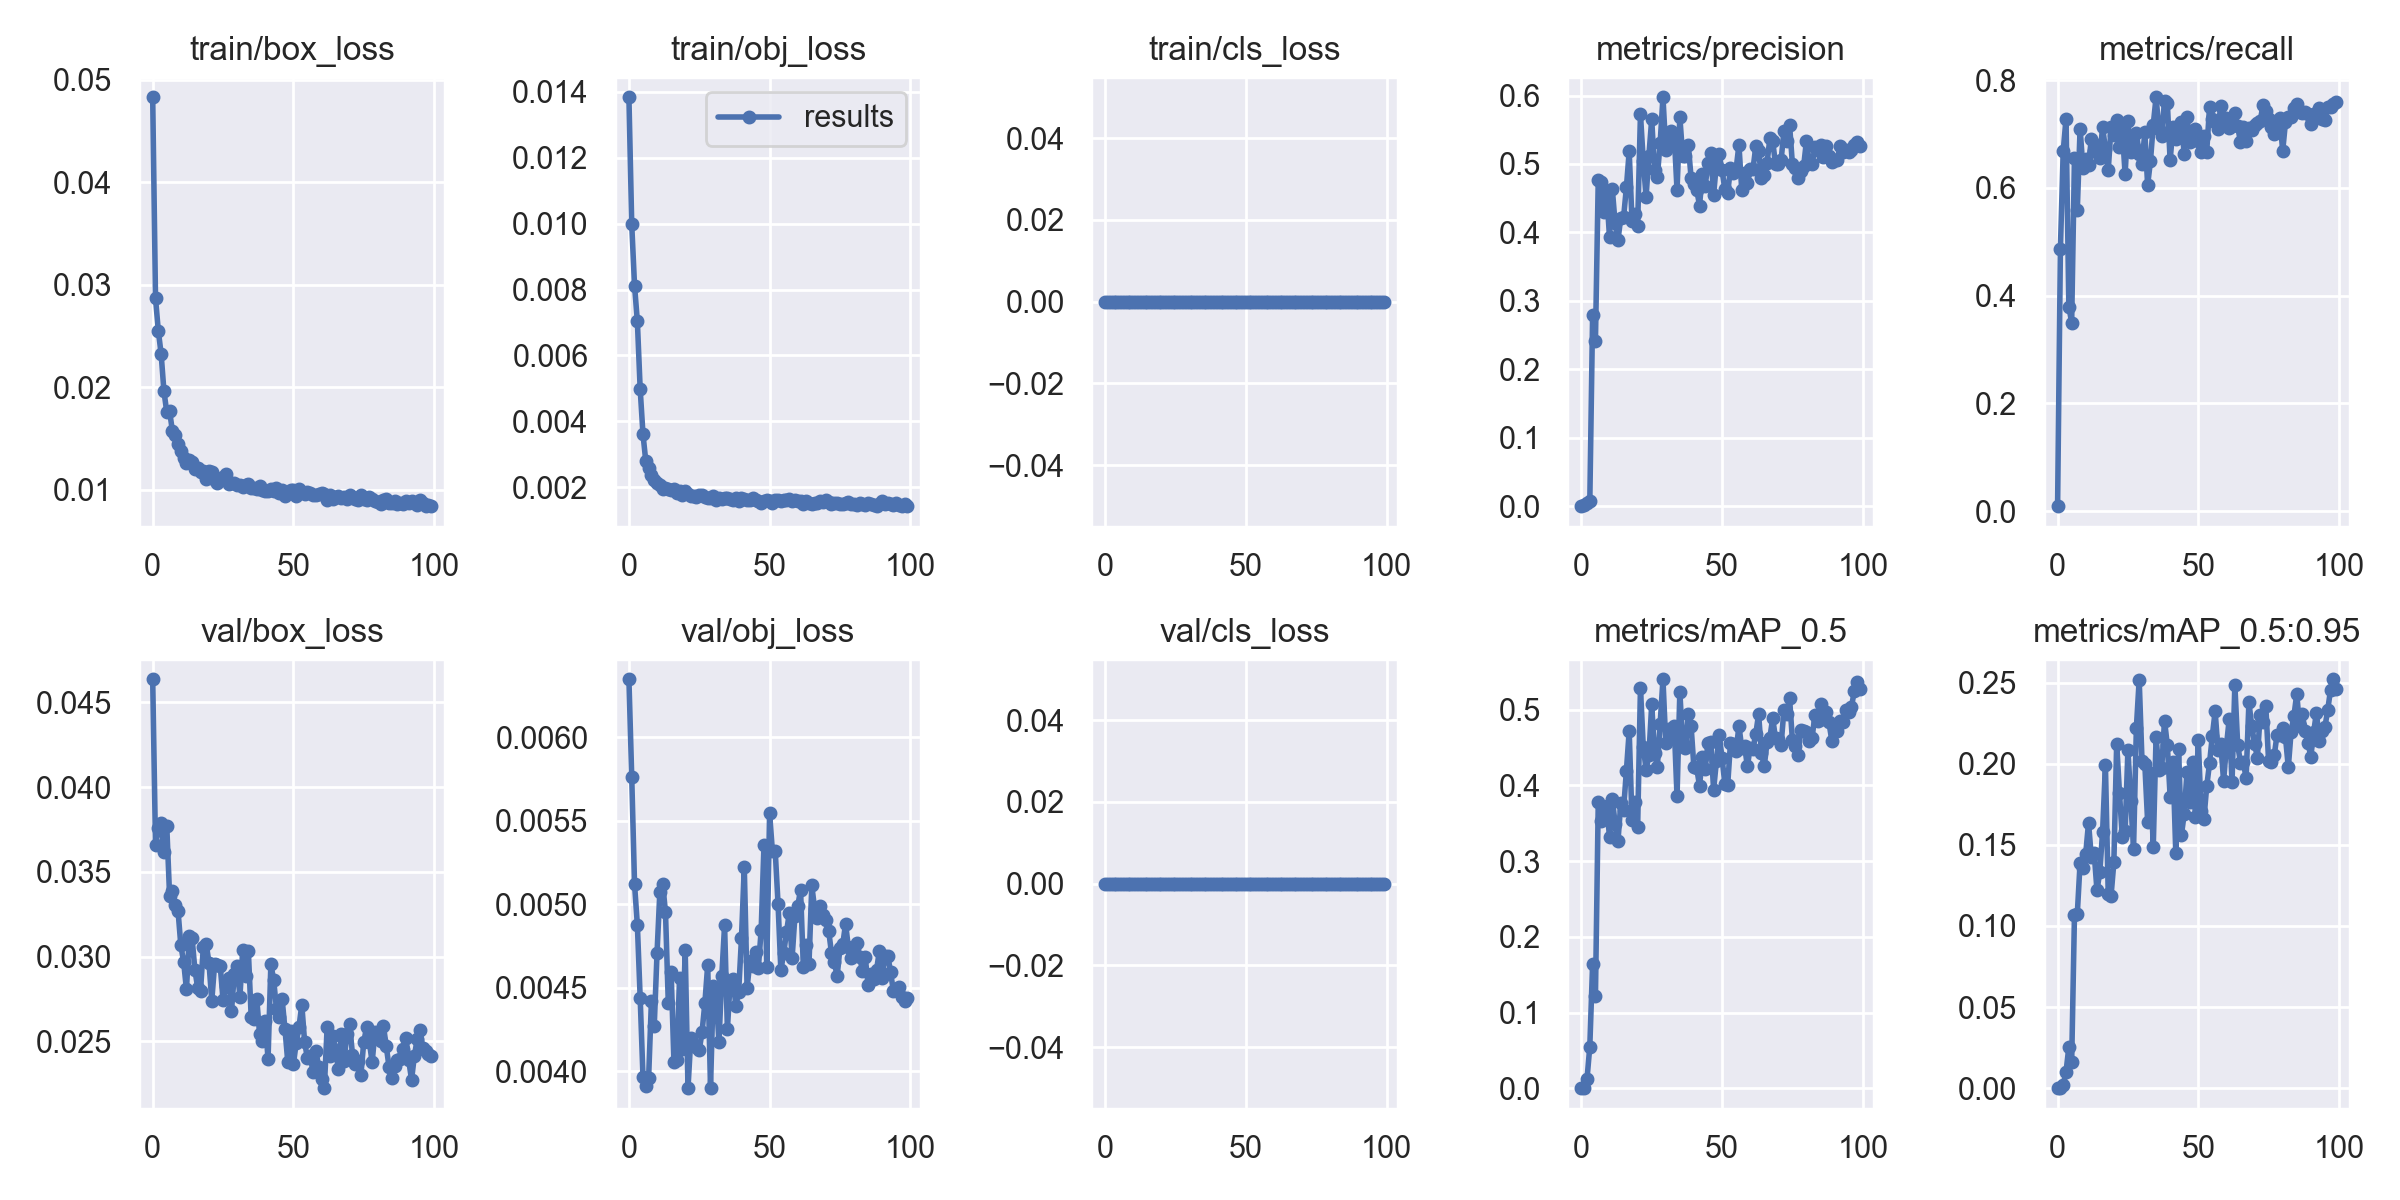 train/box_loss
0.05
0.04
0.03
0.02
0.01
0 50 100
train/obj_loss
results
0.014
0.012
0.010
0.008
0.006
0.004
0.002
0 50 100
train/cls_loss
0.04
0.02
0.00
−0.02
−0.04
0 50 100
metrics/precision
0.6
0.5
0.4
0.3
0.2
0.1
0.0
0 50 100
metrics/recall
0.8
0.6
0.4
0.2
0.0
0 50 100
val/box_loss
0.045
0.040
0.035
0.030
0.025
0 50 100
val/obj_loss
0.0060
0.0055
0.0050
0.0045
0.0040
0 50 100
val/cls_loss
0.04
0.02
0.00
−0.02
−0.04
0 50 100
metrics/mAP_0.5
0.5
0.4
0.3
0.2
0.1
0.0
0 50 100
metrics/mAP_0.5:0.95
0.25
0.20
0.15
0.10
0.05
0.00
0 50 100